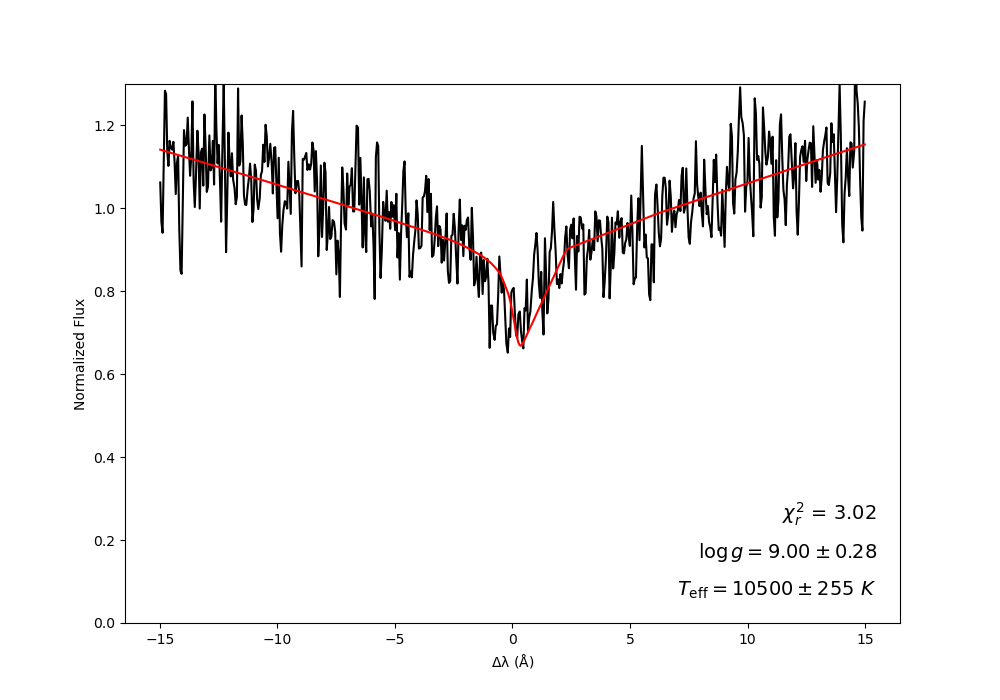 1.2
1.0
0.8
0.6
0.4
0.2
0.0
Normalized Flux
χ²ᵣ = 3.02
log g = 9.00 ± 0.28
T_eff = 10500 ± 255 K
−15 −10 −5 0 5 10 15
Δλ (Å)